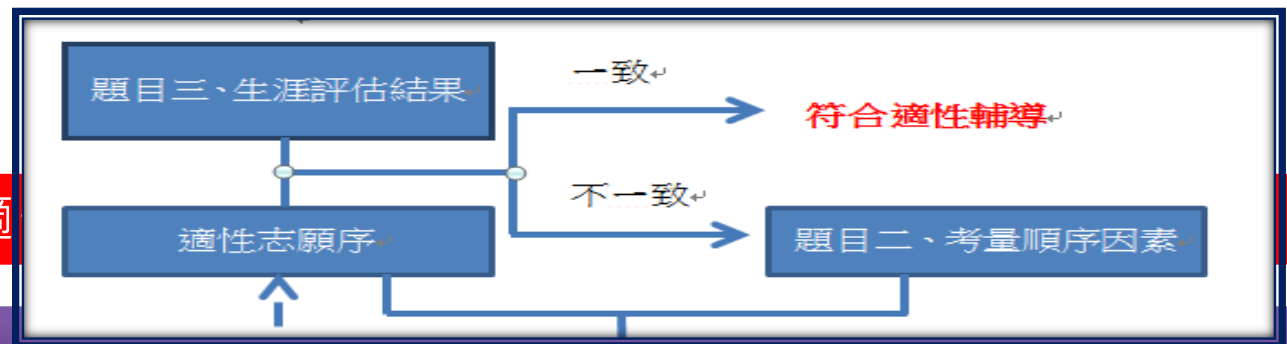 題目三、生涯評估結果
一致
符合適性輔導
不一致
適性志願序
題目二、考量順序因素